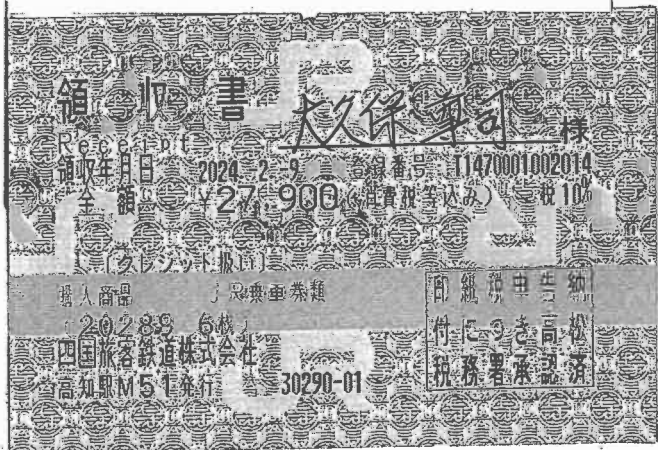 領収書
大久保 寿司 様
Receipt
領収年月日 2024.-2.-9 登録番号 T1470001002014
金額 ¥27,900(消費税等込み) 税10%
[クレジット扱い]
購入商品 JR乗車券類
(20289 6枚)
四国旅客鉄道株式会社
高知駅M51発行 30290-01
印紙税申告納
付につき高松
税務署承認済